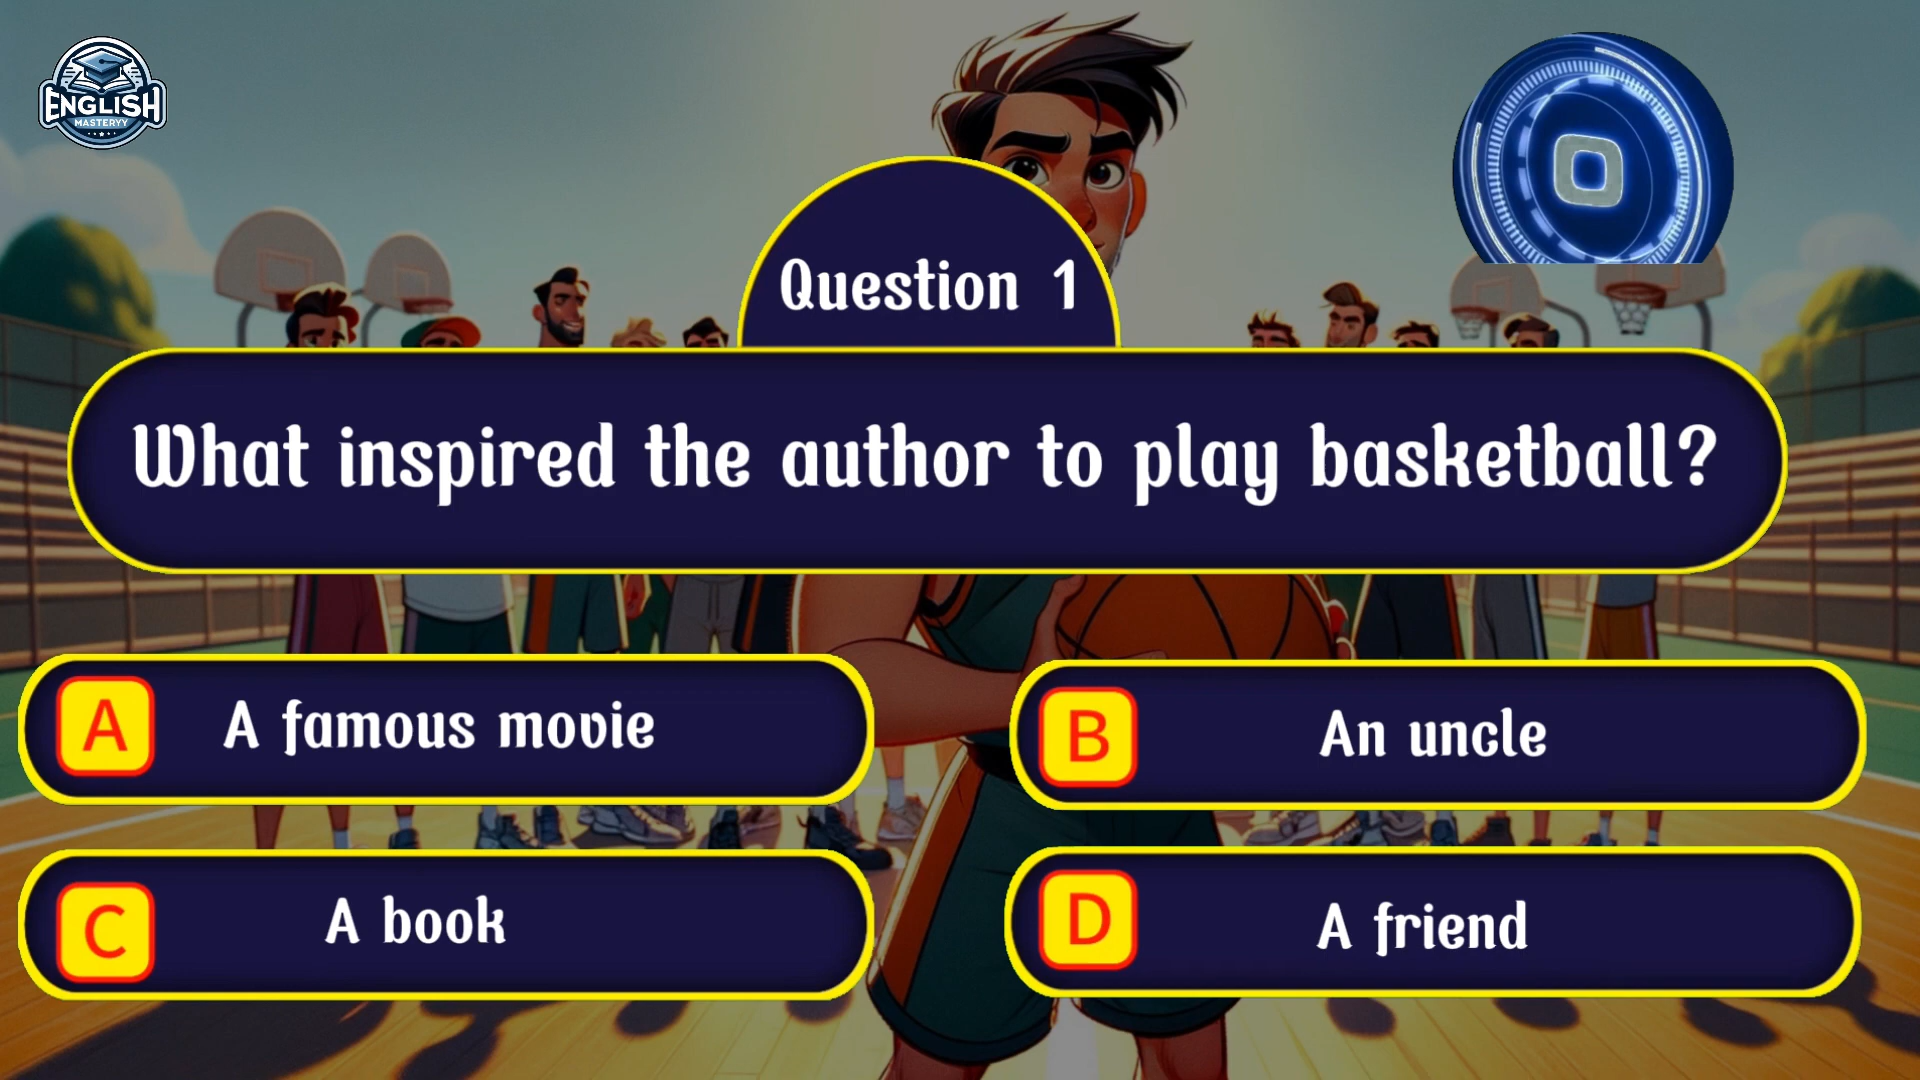 ENGLISH
MASTERYY
0
Question 1
What inspired the author to play basketball?
A A famous movie
B An uncle
C A book
D A friend